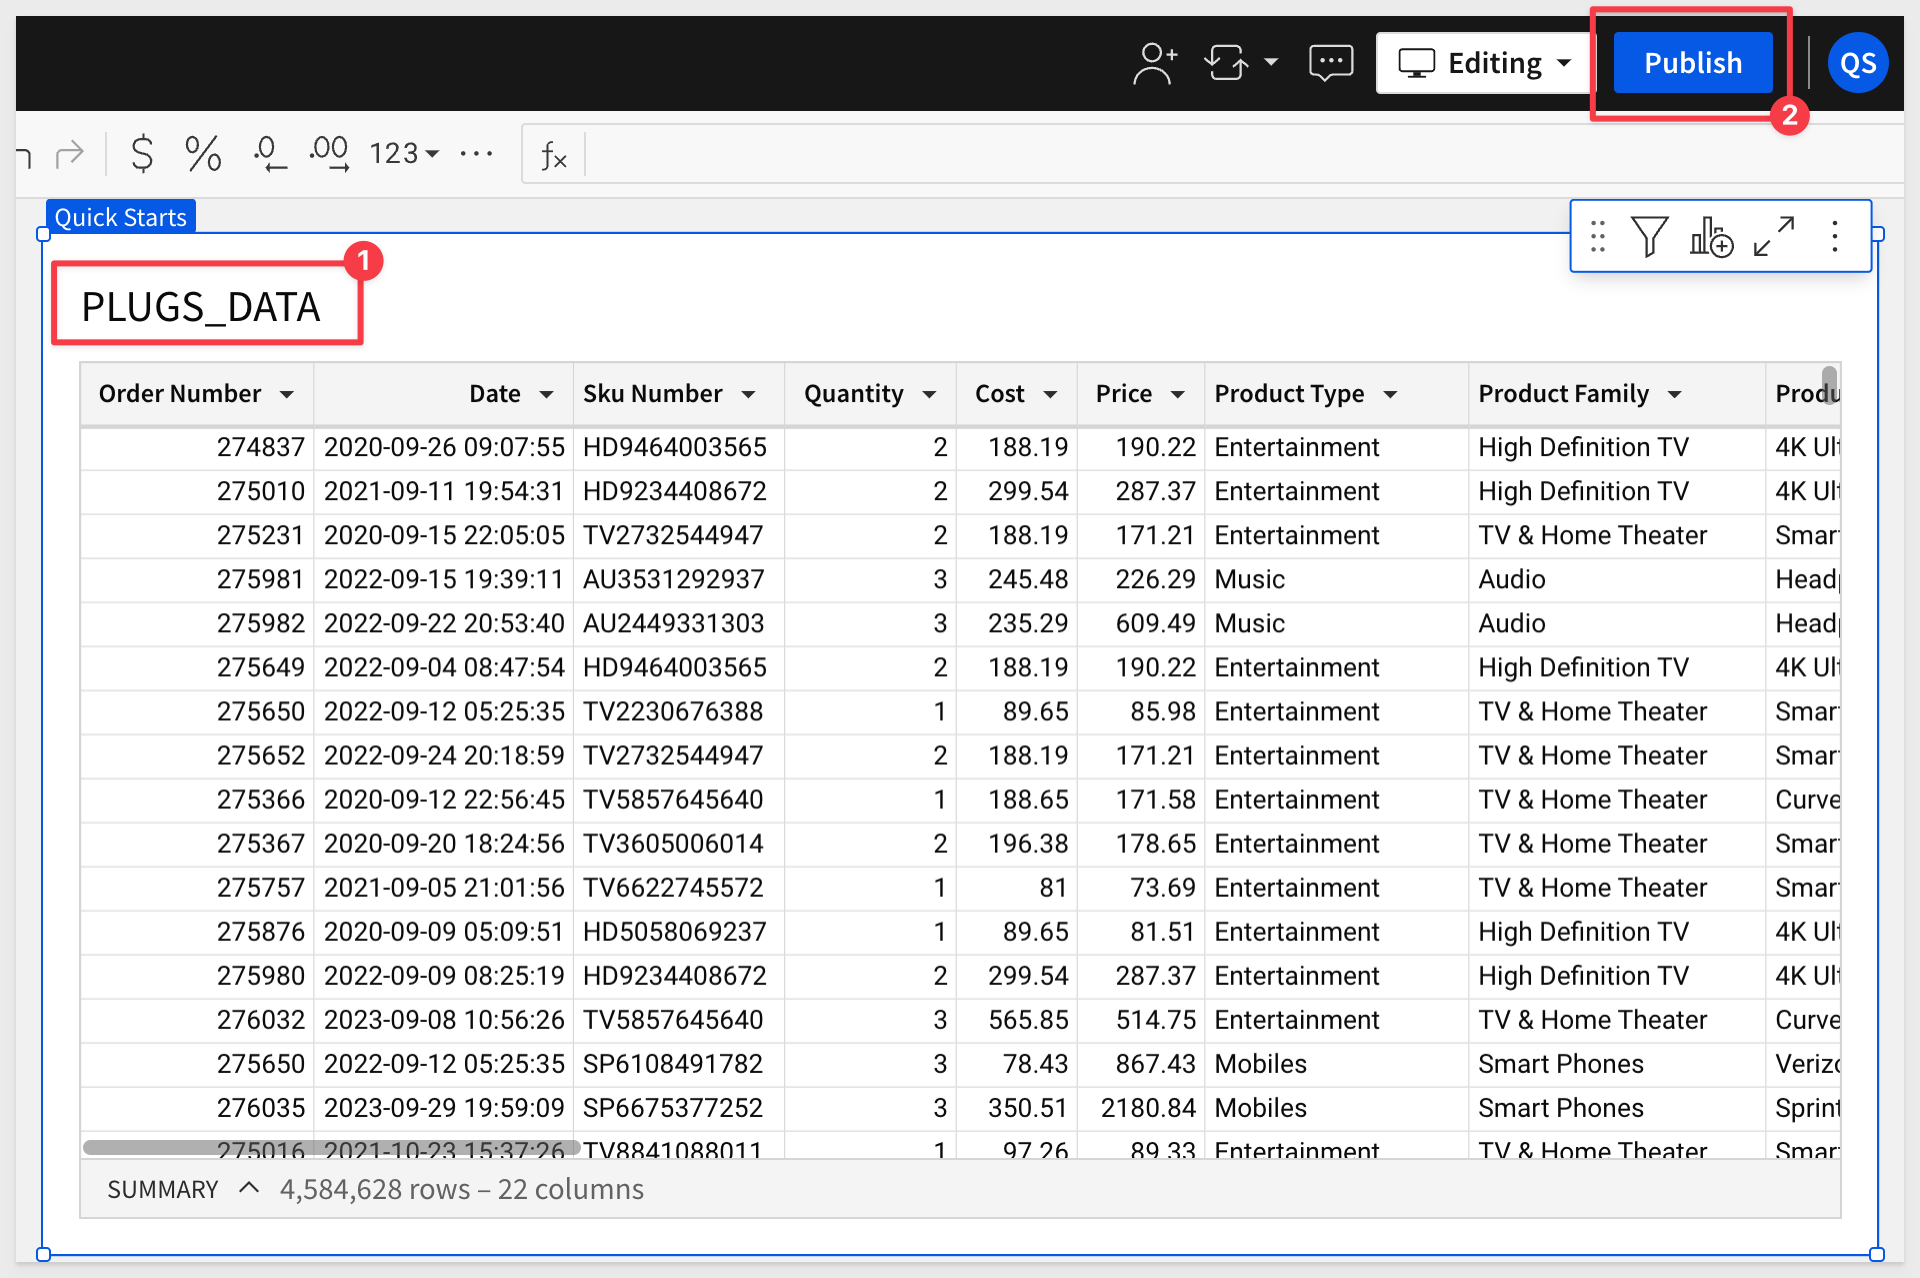 Editing Publish QS
2
$ % .0 .00 123 ... fx
Quick Starts
1
PLUGS_DATA
Order Number Date Sku Number Quantity Cost Price Product Type Product Family Produ
274837 2020-09-26 09:07:55 HD9464003565 2 188.19 190.22 Entertainment High Definition TV 4K Ult
275010 2021-09-11 19:54:31 HD9234408672 2 299.54 287.37 Entertainment High Definition TV 4K Ult
275231 2020-09-15 22:05:05 TV2732544947 2 188.19 171.21 Entertainment TV & Home Theater Smar
275981 2022-09-15 19:39:11 AU3531292937 3 245.48 226.29 Music Audio Head
275982 2022-09-22 20:53:40 AU2449331303 3 235.29 609.49 Music Audio Head
275649 2022-09-04 08:47:54 HD9464003565 2 188.19 190.22 Entertainment High Definition TV 4K Ult
275650 2022-09-12 05:25:35 TV2230676388 1 89.65 85.98 Entertainment TV & Home Theater Smar
275652 2022-09-24 20:18:59 TV2732544947 2 188.19 171.21 Entertainment TV & Home Theater Smar
275366 2020-09-12 22:56:45 TV5857645640 1 188.65 171.58 Entertainment TV & Home Theater Curve
275367 2020-09-20 18:24:56 TV3605006014 2 196.38 178.65 Entertainment TV & Home Theater Smar
275757 2021-09-05 21:01:56 TV6622745572 1 81 73.69 Entertainment TV & Home Theater Smar
275876 2020-09-09 05:09:51 HD5058069237 1 89.65 81.51 Entertainment High Definition TV 4K Ult
275980 2022-09-09 08:25:19 HD9234408672 2 299.54 287.37 Entertainment High Definition TV 4K Ult
276032 2023-09-08 10:56:26 TV5857645640 3 565.85 514.75 Entertainment TV & Home Theater Curve
275650 2022-09-12 05:25:35 SP6108491782 3 78.43 867.43 Mobiles Smart Phones Verizo
276035 2023-09-29 19:59:09 SP6675377252 3 350.51 2180.84 Mobiles Smart Phones Sprint
275016 2021-10-23 15:37:26 TV8841088011 1 97.26 89.33 Entertainment TV & Home Theater Smar
SUMMARY 4,584,628 rows – 22 columns